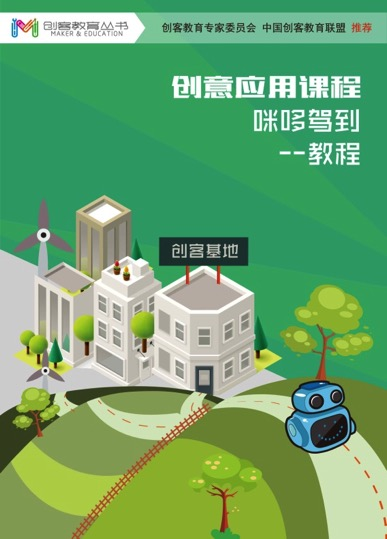 创客教育丛书
MAKER & EDUCATION
创客教育专家委员会 中国创客教育联盟 推荐
创意应用课程
咪哆驾到
--教程
创客基地